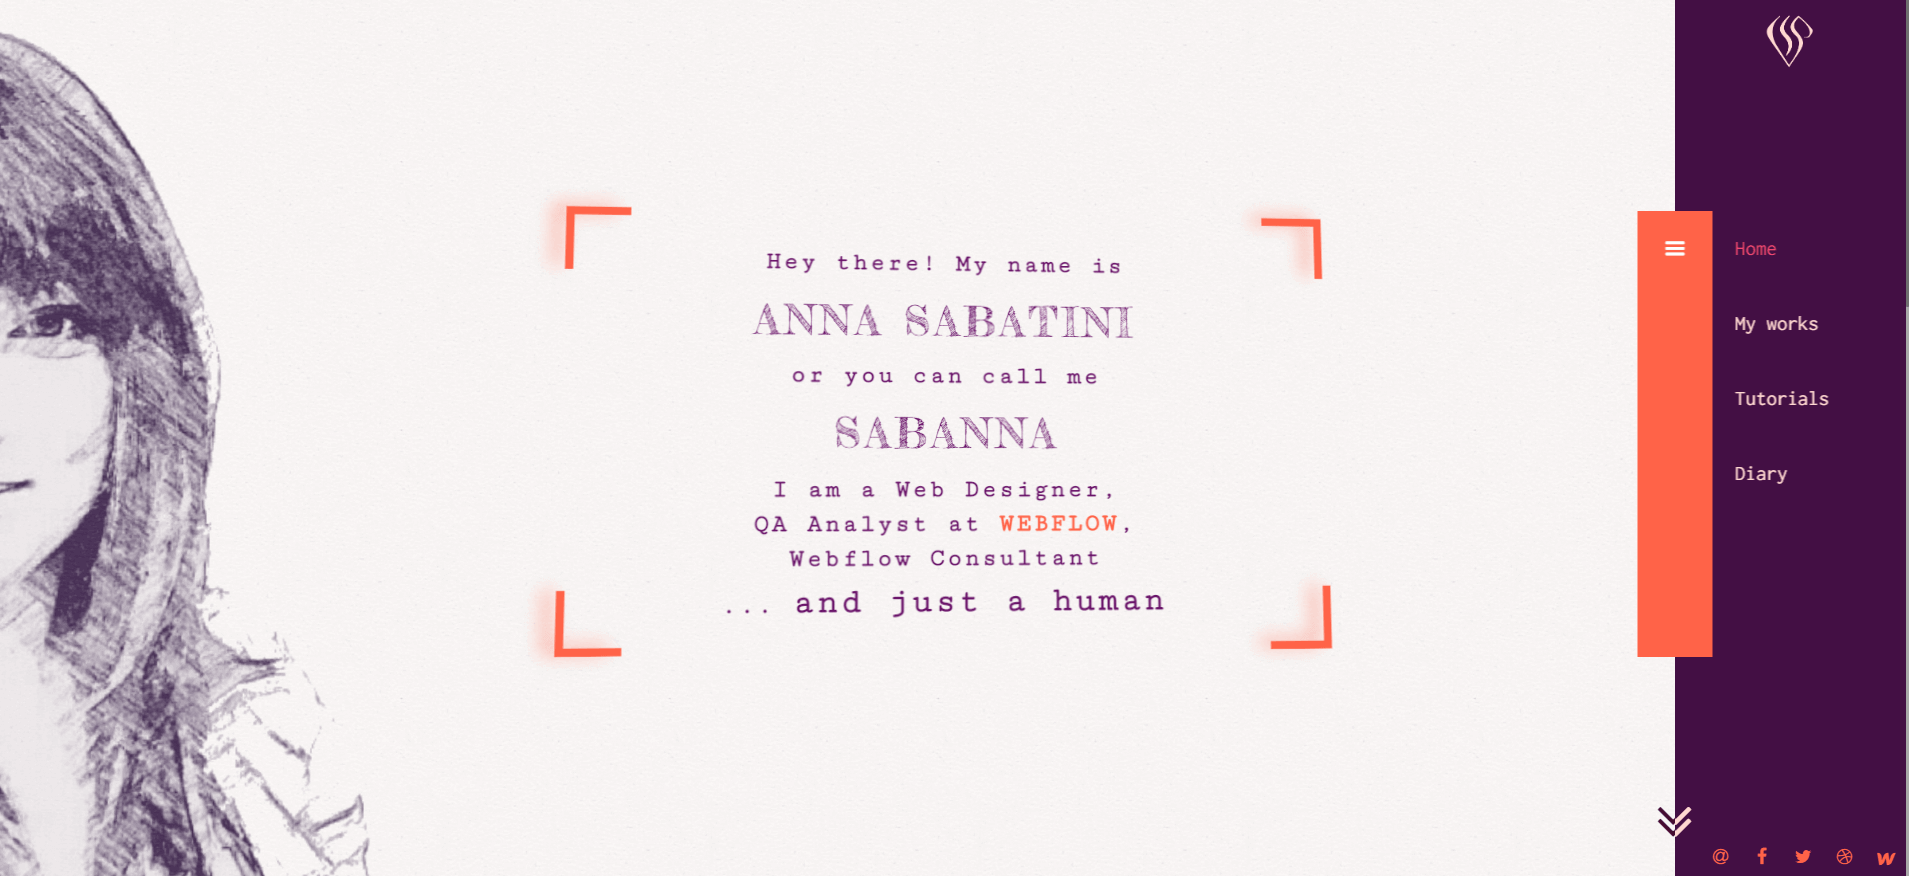 Hey there! My name is
ANNA SABATINI
or you can call me
SABANNA
I am a Web Designer,
QA Analyst at WEBFLOW,
Webflow Consultant
... and just a human
Home
My works
Tutorials
Diary